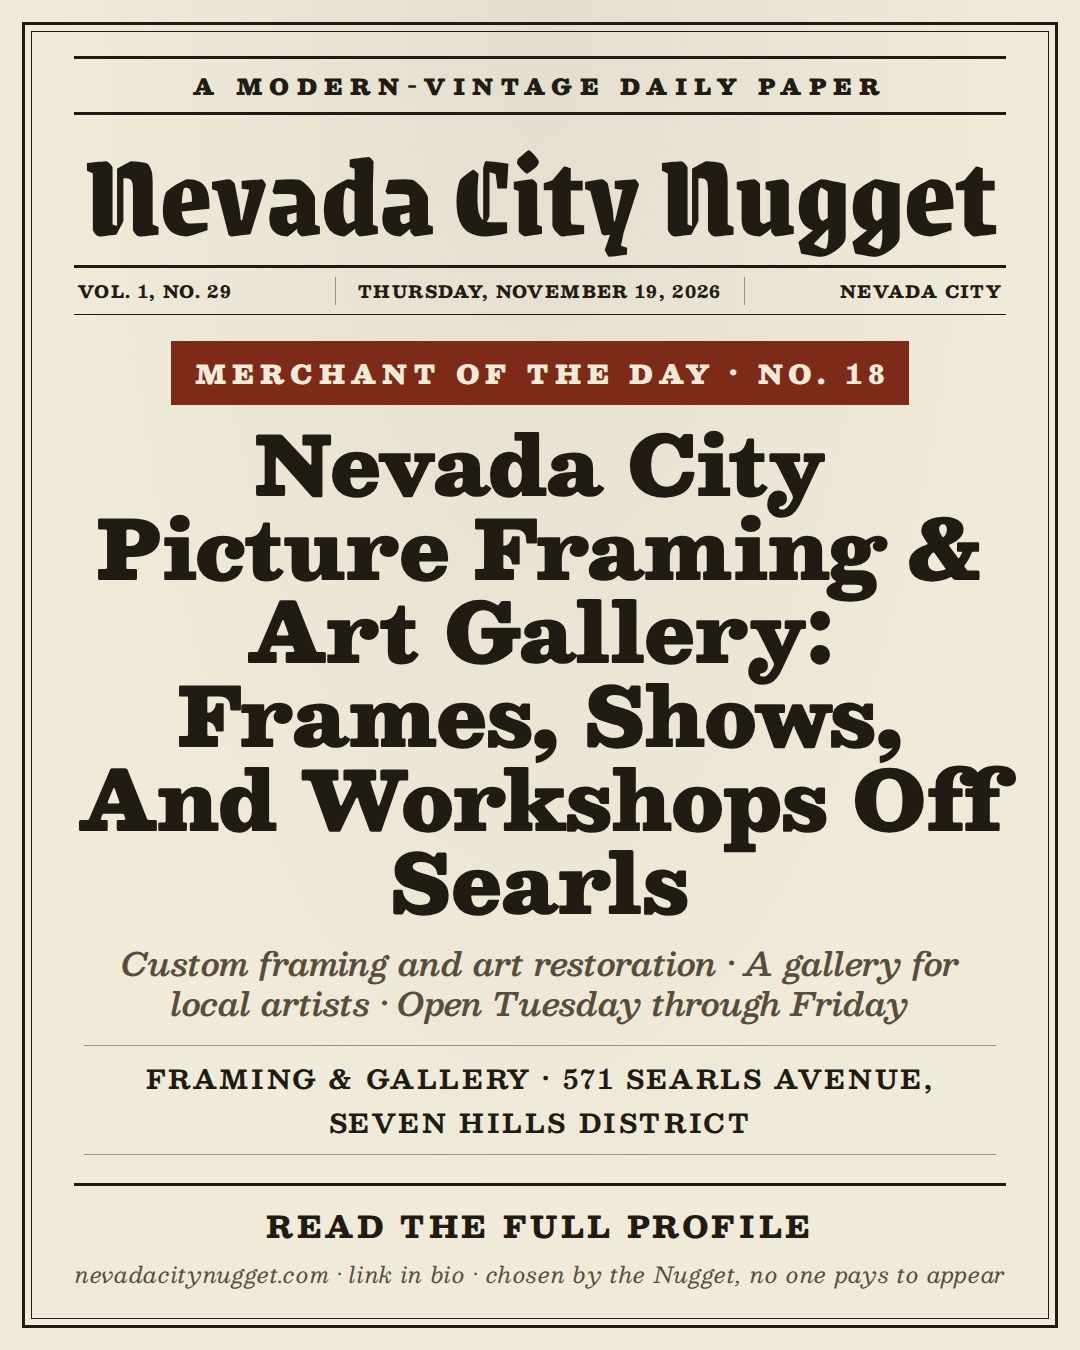 A MODERN-VINTAGE DAILY PAPER
Nevada City Nugget
VOL. 1, NO. 29 THURSDAY, NOVEMBER 19, 2026 NEVADA CITY
MERCHANT OF THE DAY · NO. 18
Nevada City
Picture Framing &
Art Gallery:
Frames, Shows,
And Workshops Off
Searls
Custom framing and art restoration · A gallery for
local artists · Open Tuesday through Friday
FRAMING & GALLERY · 571 SEARLS AVENUE,
SEVEN HILLS DISTRICT
READ THE FULL PROFILE
nevadacitynugget.com · link in bio · chosen by the Nugget, no one pays to appear